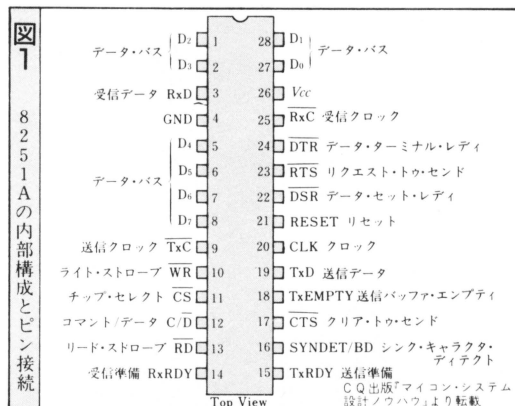 図1
8251Aの内部構成とピン接続
データ・バス D₂ 1
D₃ 2
受信データ RxD 3
GND 4
データ・バス D₄ 5
D₅ 6
D₆ 7
D₇ 8
送信クロック TxC 9
ライト・ストローブ WR 10
チップ・セレクト CS 11
コマント/データ C/D 12
リード・ストローブ RD 13
受信準備 RxRDY 14
28 D₁ データ・バス
27 D₀
26 Vcc
25 RxC 受信クロック
24 DTR データ・ターミナル・レディ
23 RTS リクエスト・トゥ・センド
22 DSR データ・セット・レディ
21 RESET リセット
20 CLK クロック
19 TxD 送信データ
18 TxEMPTY 送信バッファ・エンプティ
17 CTS クリア・トゥ・センド
16 SYNDET/BD シンク・キャラクタ・
ディテクト
15 TxRDY 送信準備
Top View
CQ出版『マイコン・システム
設計ノウハウ』より転載